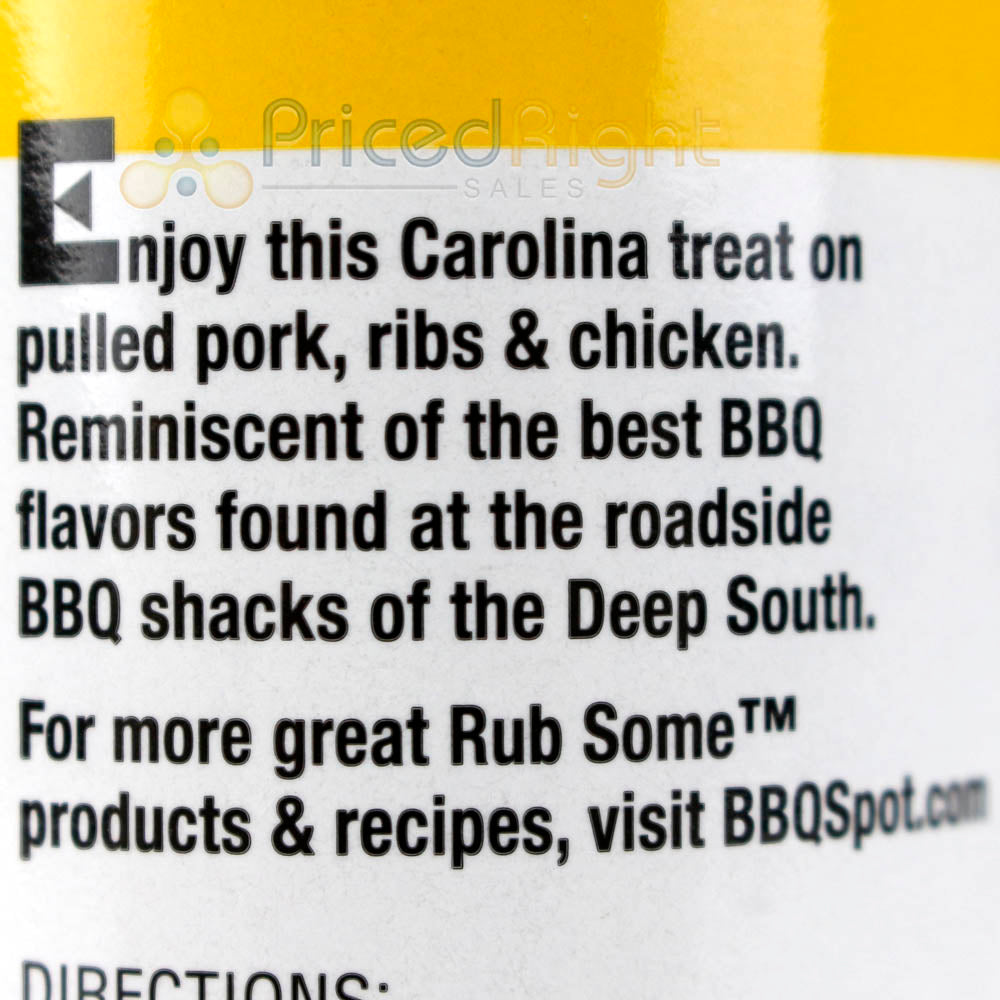 PricedRight
SALES
Enjoy this Carolina treat on
pulled pork, ribs & chicken.
Reminiscent of the best BBQ
flavors found at the roadside
BBQ shacks of the Deep South.
For more great Rub Some™
products & recipes, visit BBQSpot.com
DIRECTIONS: